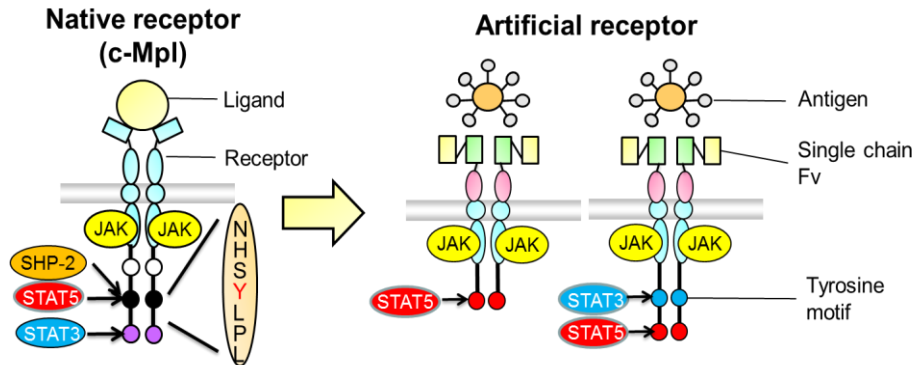 Native receptor
(c-Mpl)
Artificial receptor
Ligand
Receptor
JAK
JAK
SHP-2
STAT5
STAT3
N
H
S
Y
L
P
L
Antigen
Single chain
Fv
JAK
JAK
JAK
JAK
STAT5
STAT3
STAT5
Tyrosine
motif